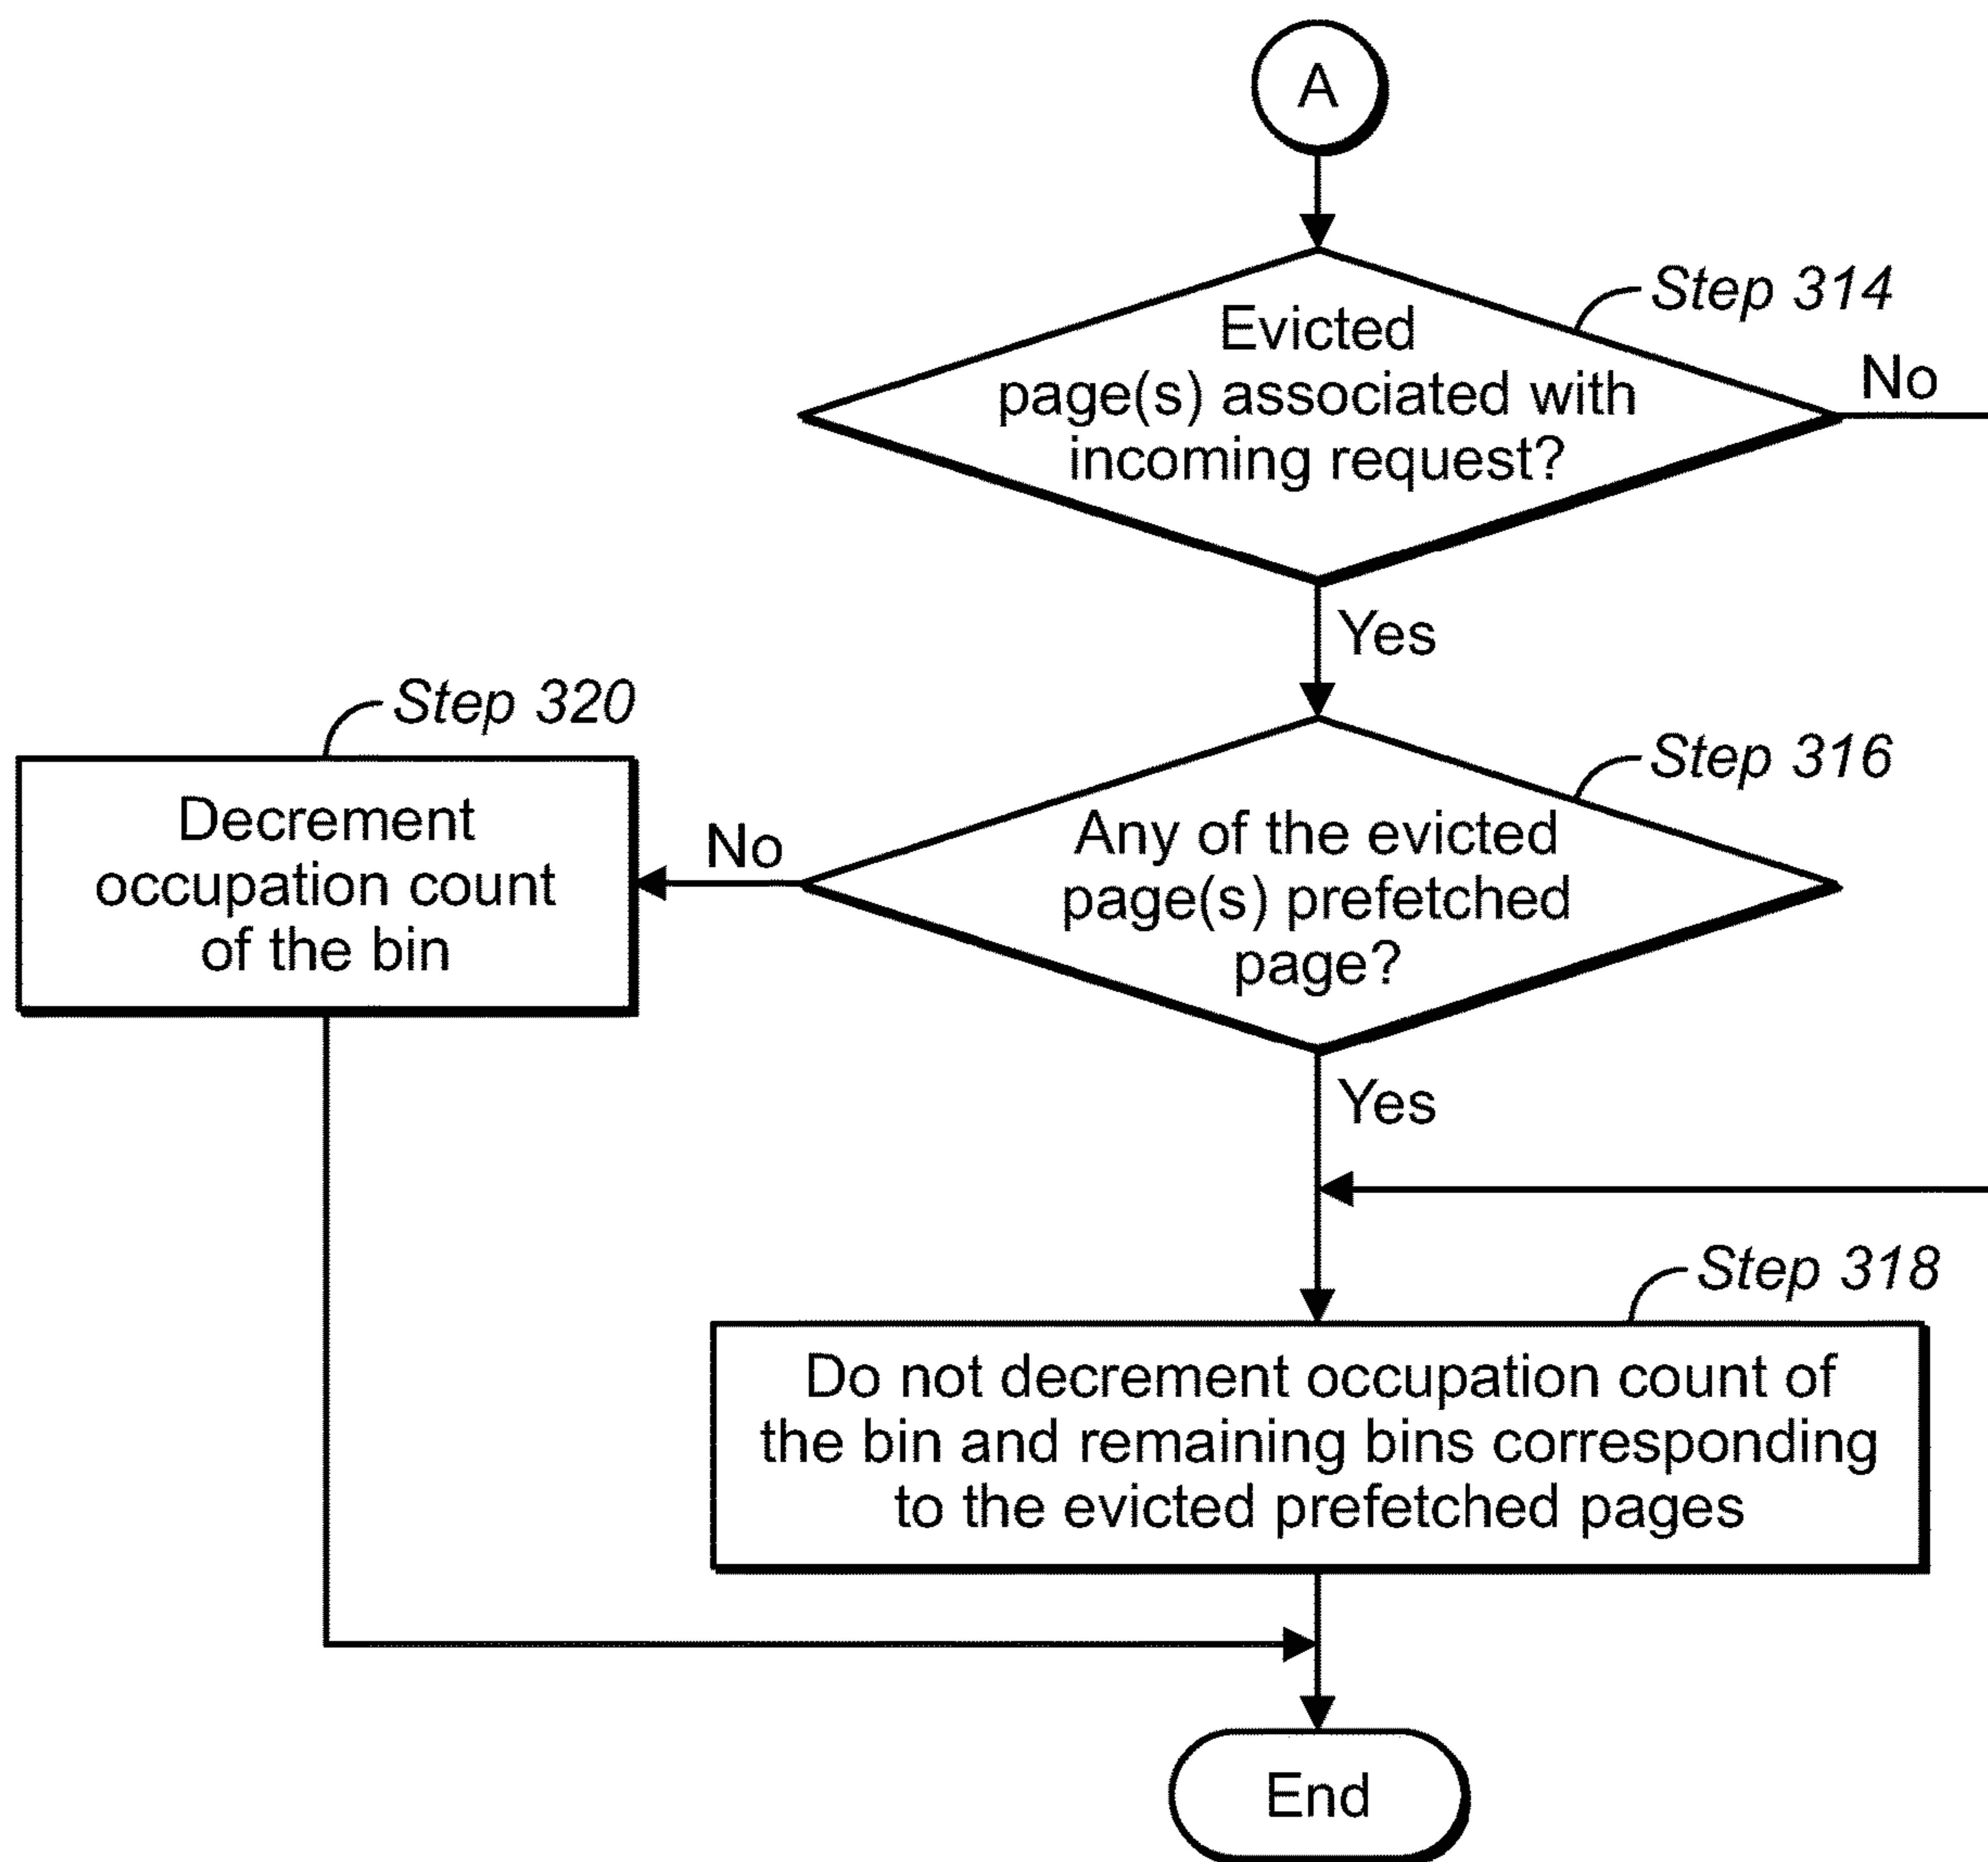 A
Step 314
Evicted
page(s) associated with
incoming request?
No
Yes
Step 320
Decrement
occupation count
of the bin
No
Step 316
Any of the evicted
page(s) prefetched
page?
Yes
Step 318
Do not decrement occupation count of
the bin and remaining bins corresponding
to the evicted prefetched pages
End